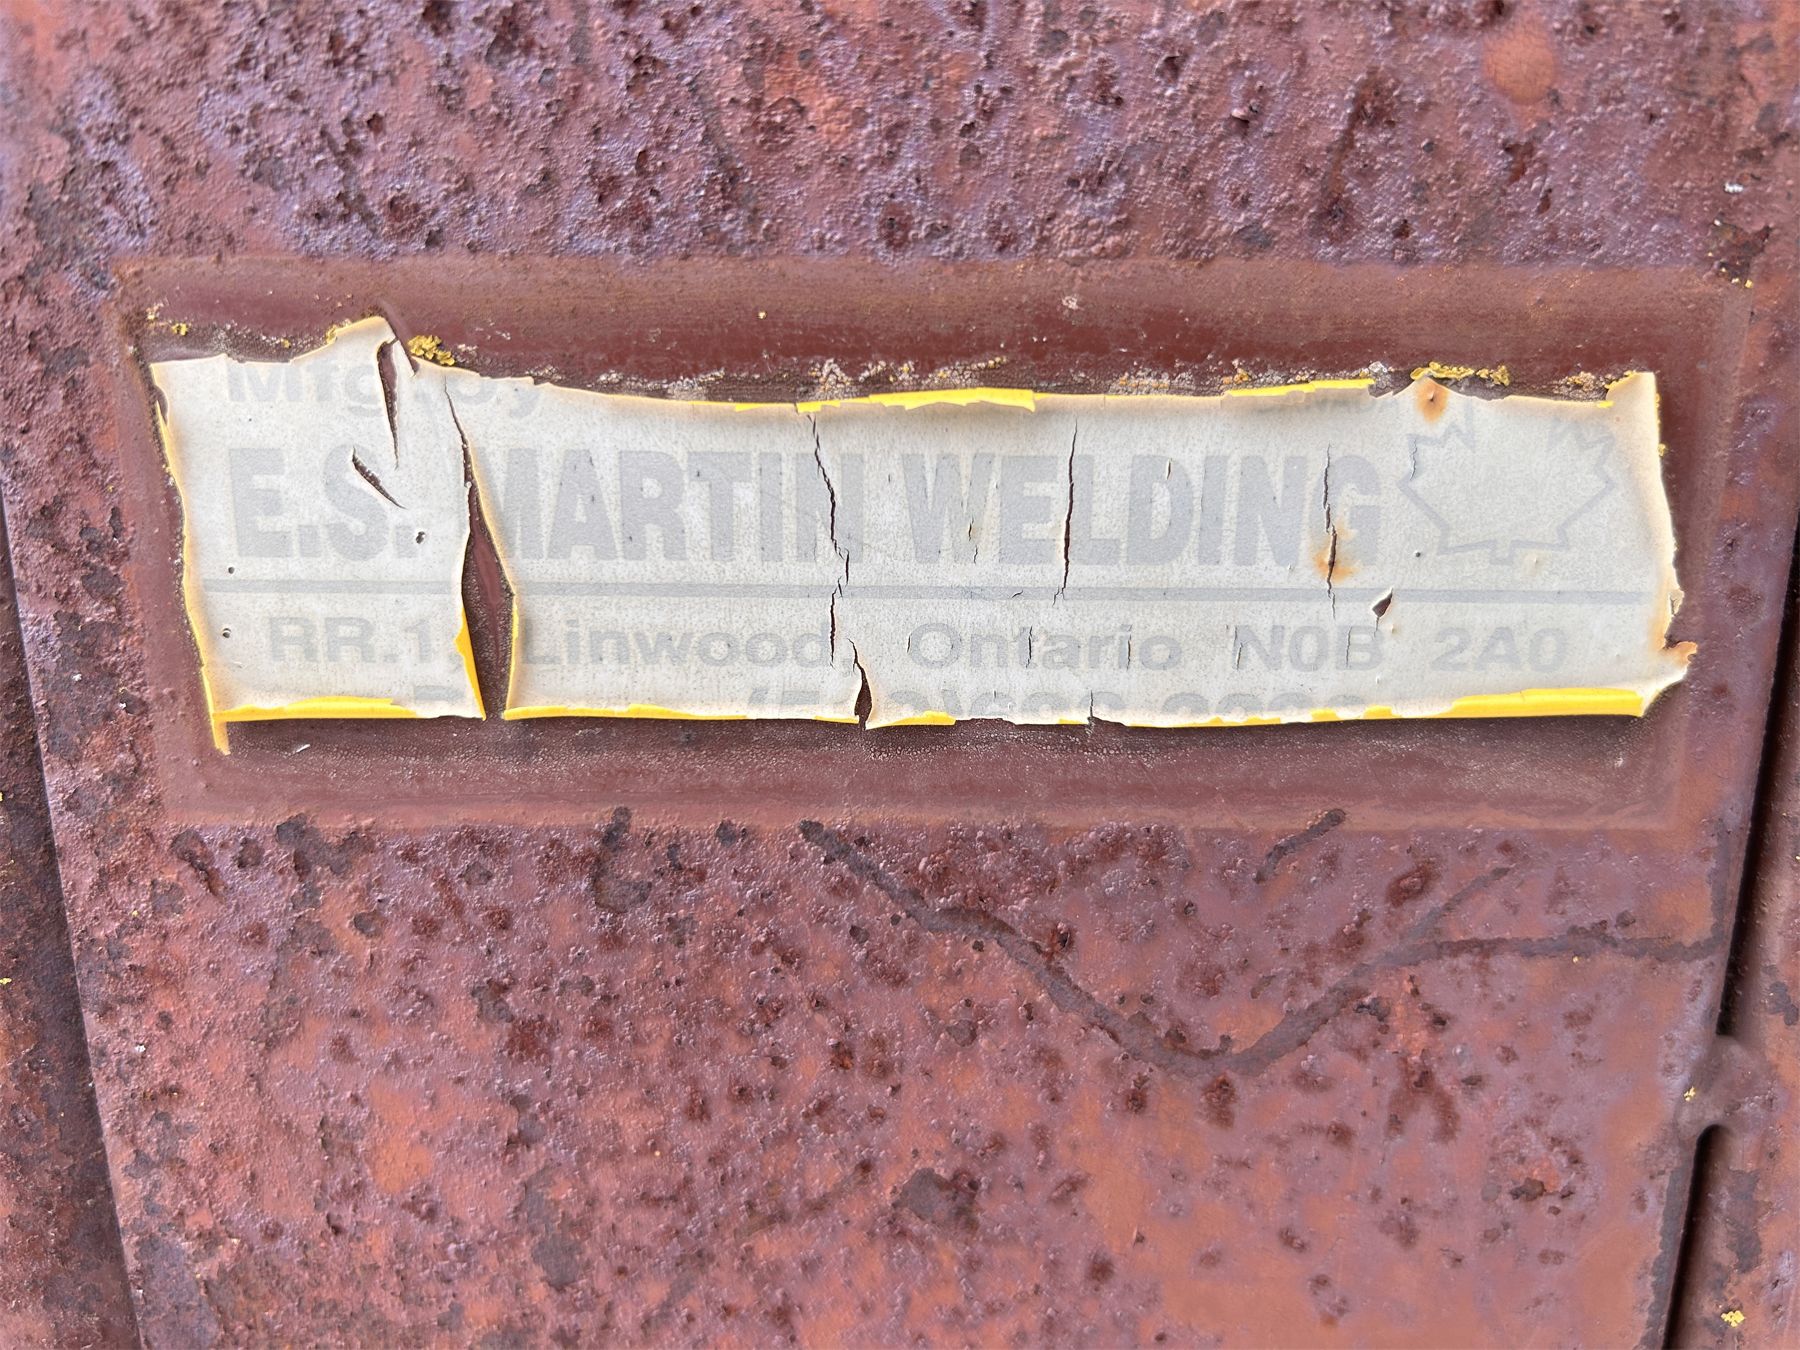 Mfg. by
E.S. MARTIN WELDING
RR.1, Linwood, Ontario N0B 2A0